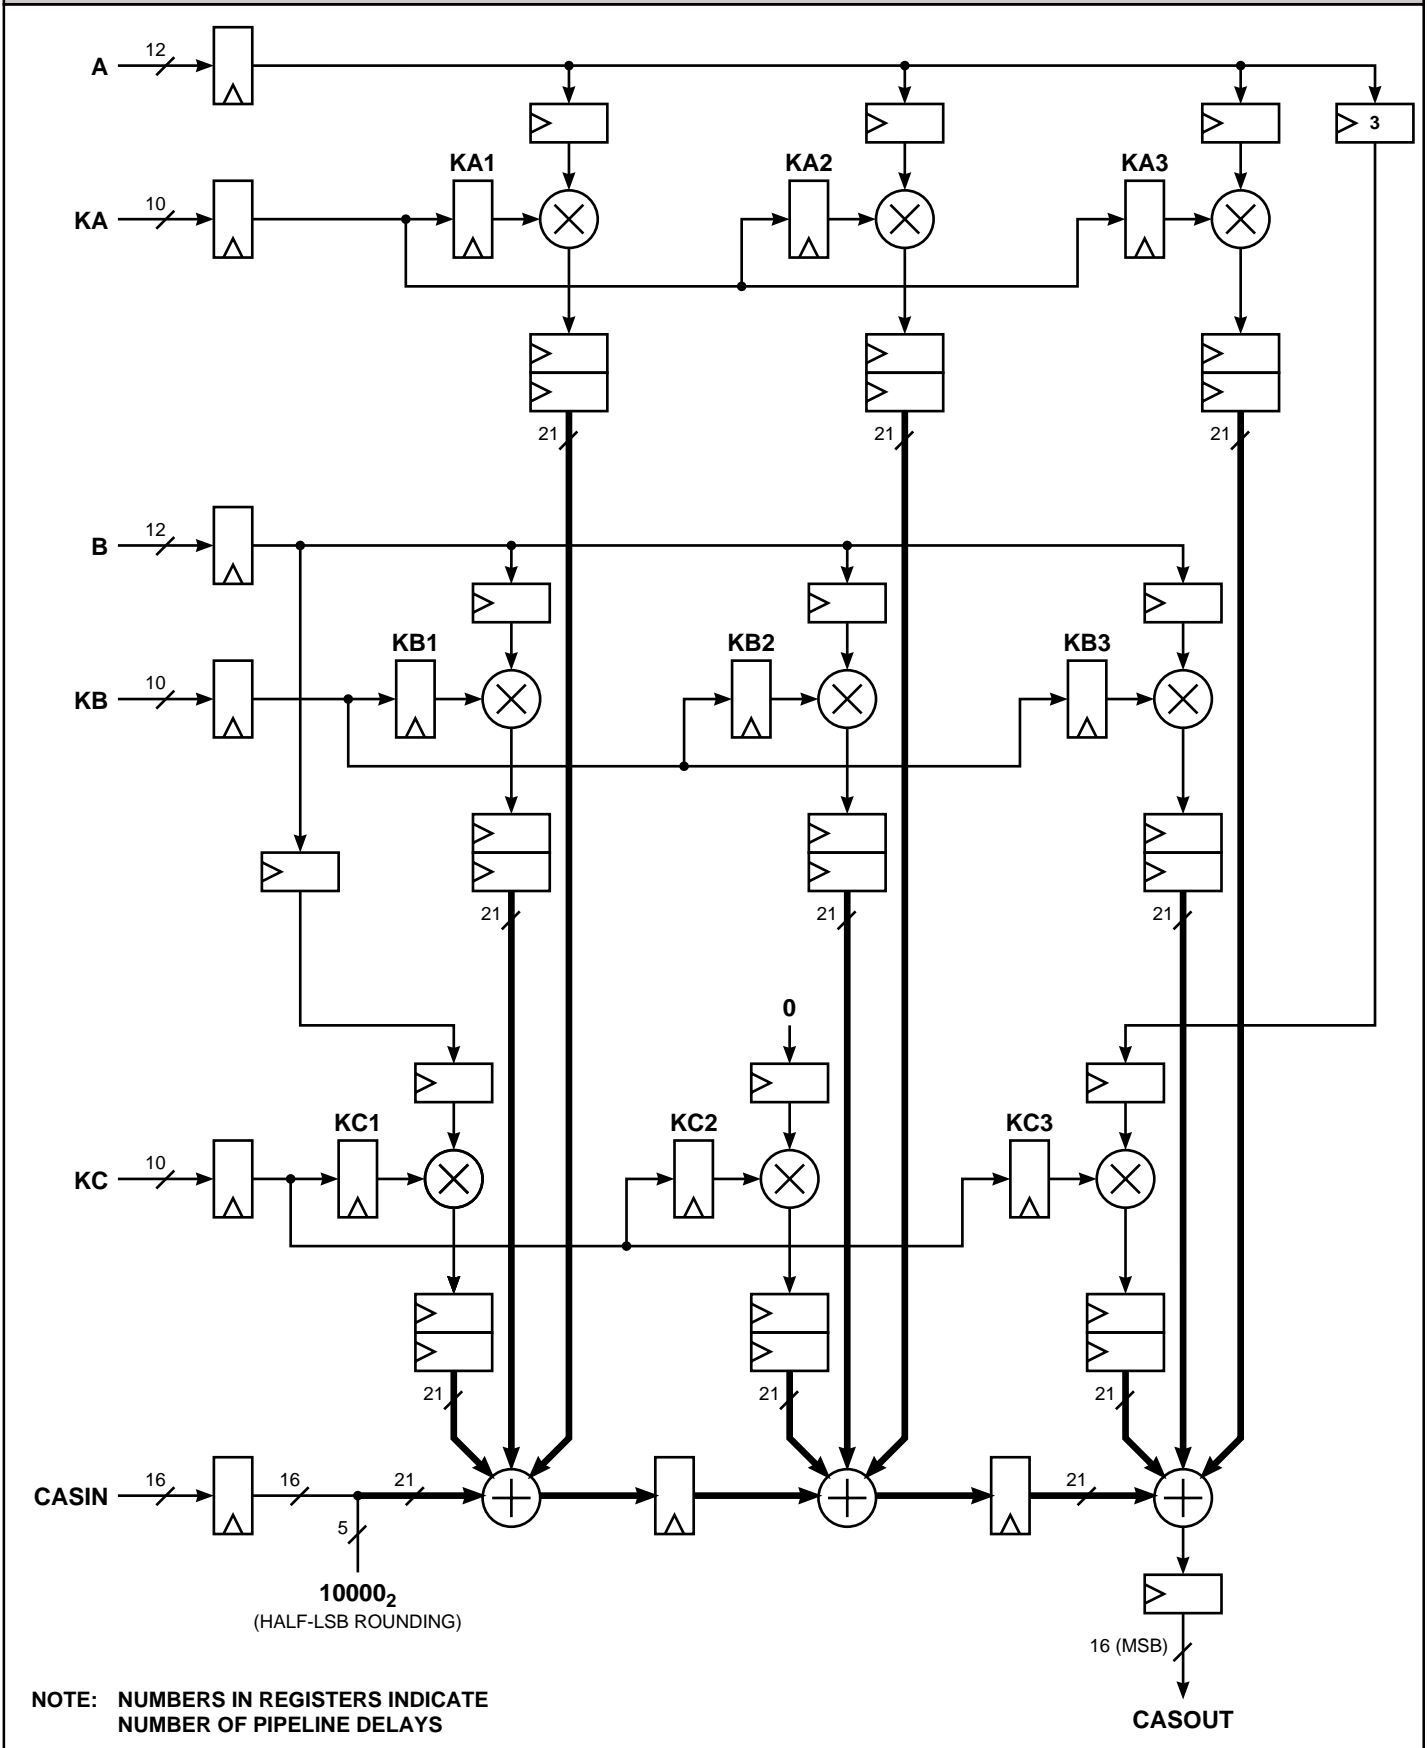 12
A
3
KA1
KA2
KA3
10
KA
21
21
21
12
B
KB1
KB2
KB3
10
KB
21
21
21
0
KC1
KC2
KC3
10
KC
21
21
21
CASIN
16
16
21
21
5
10000₂
(HALF-LSB ROUNDING)
16 (MSB)
NOTE: NUMBERS IN REGISTERS INDICATE
NUMBER OF PIPELINE DELAYS
CASOUT